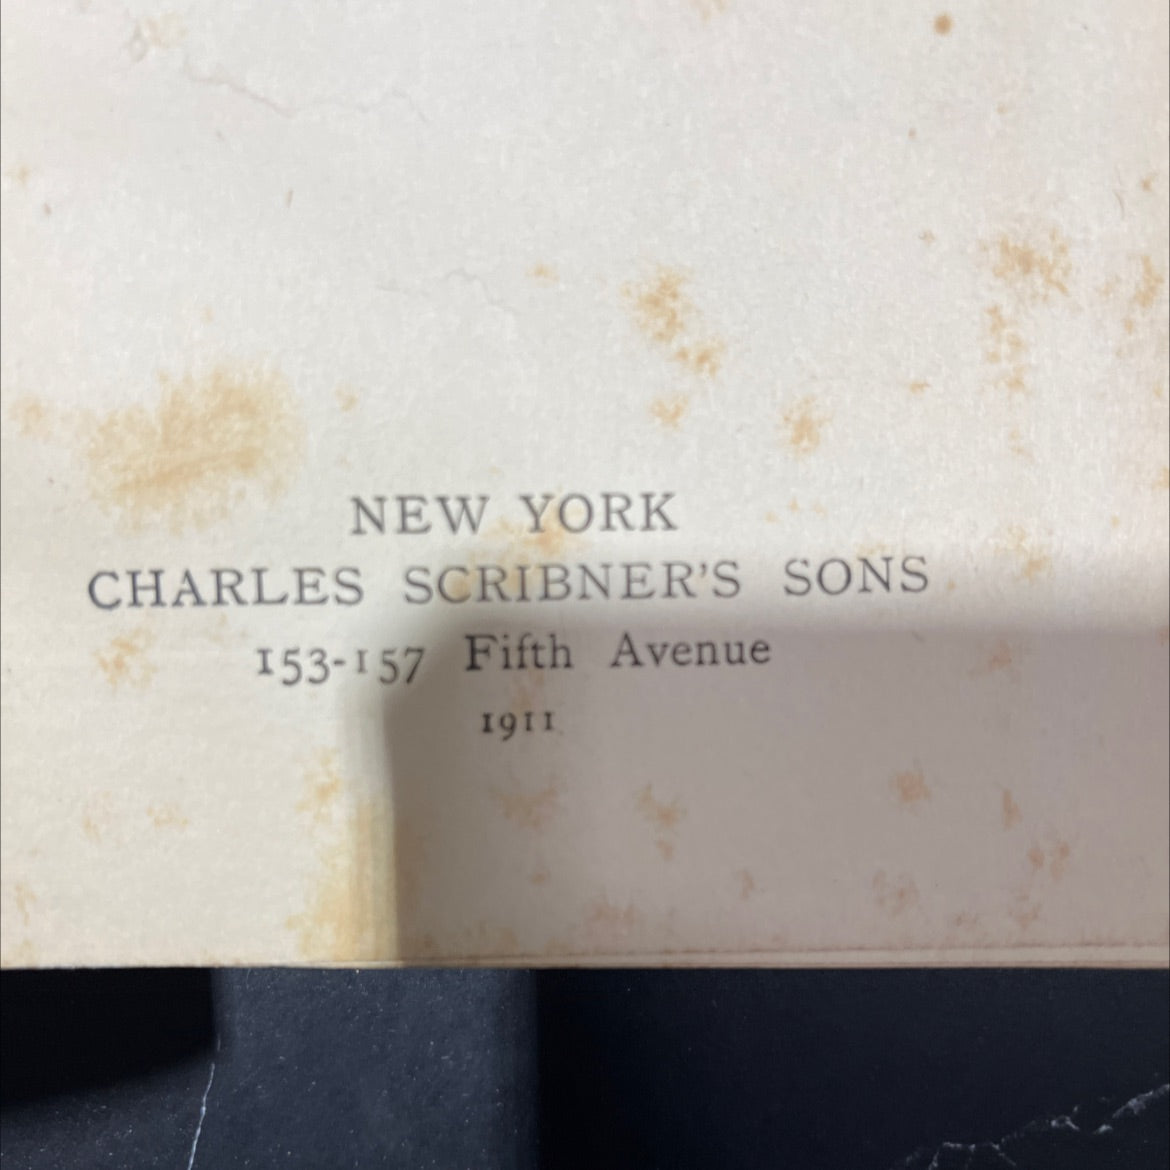 NEW YORK
CHARLES SCRIBNER'S SONS
153-157 Fifth Avenue
1911